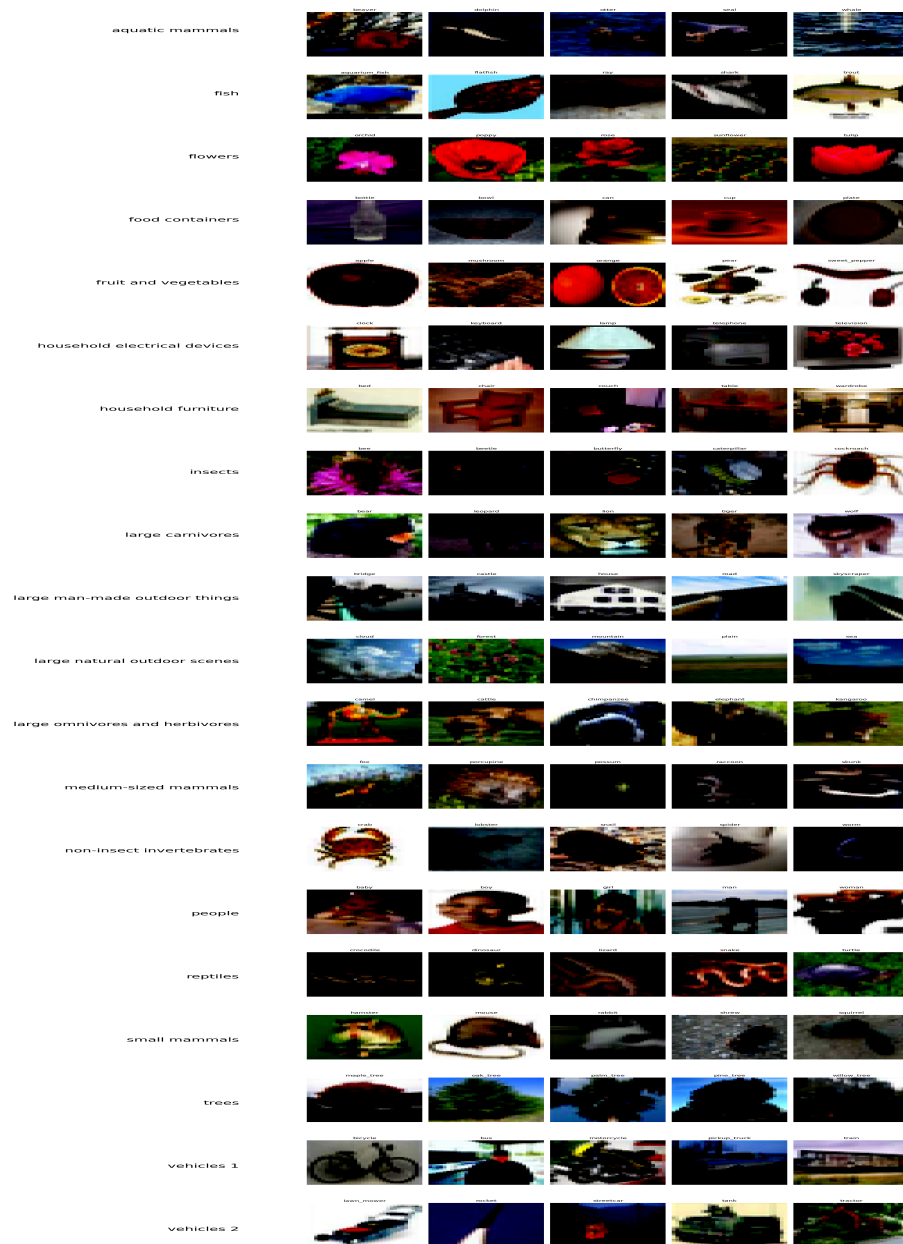 beaver dolphin otter seal whale
aquatic mammals
aquarium_fish flatfish ray shark trout
fish
orchid poppy rose sunflower tulip
flowers
bottle bowl can cup plate
food containers
apple mushroom orange pear sweet_pepper
fruit and vegetables
clock keyboard lamp telephone television
household electrical devices
bed chair couch table wardrobe
household furniture
bee beetle butterfly caterpillar cockroach
insects
bear leopard lion tiger wolf
large carnivores
bridge castle house road skyscraper
large man-made outdoor things
cloud forest mountain plain sea
large natural outdoor scenes
camel cattle chimpanzee elephant kangaroo
large omnivores and herbivores
fox porcupine possum raccoon skunk
medium-sized mammals
crab lobster snail spider worm
non-insect invertebrates
baby boy girl man woman
people
crocodile dinosaur lizard snake turtle
reptiles
hamster mouse rabbit shrew squirrel
small mammals
maple_tree oak_tree palm_tree pine_tree willow_tree
trees
bicycle bus motorcycle pickup_truck train
vehicles 1
lawn_mower rocket streetcar tank tractor
vehicles 2